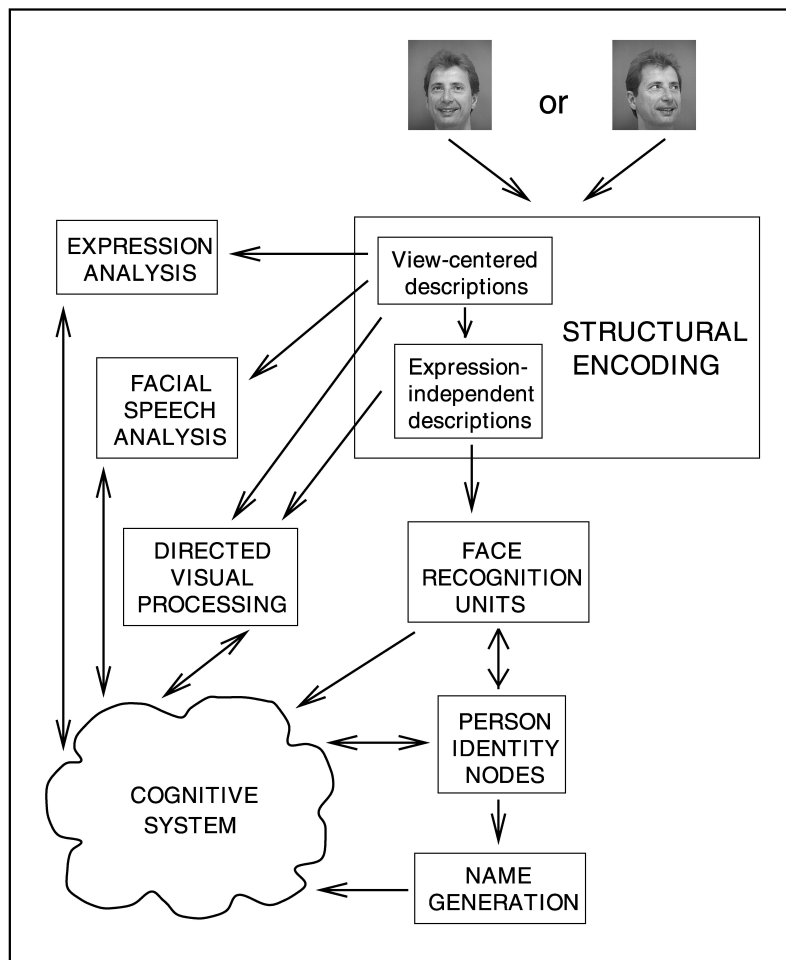 or
EXPRESSION
ANALYSIS
View-centered
descriptions
STRUCTURAL
ENCODING
Expression-
independent
descriptions
FACIAL
SPEECH
ANALYSIS
DIRECTED
VISUAL
PROCESSING
FACE
RECOGNITION
UNITS
PERSON
IDENTITY
NODES
COGNITIVE
SYSTEM
NAME
GENERATION